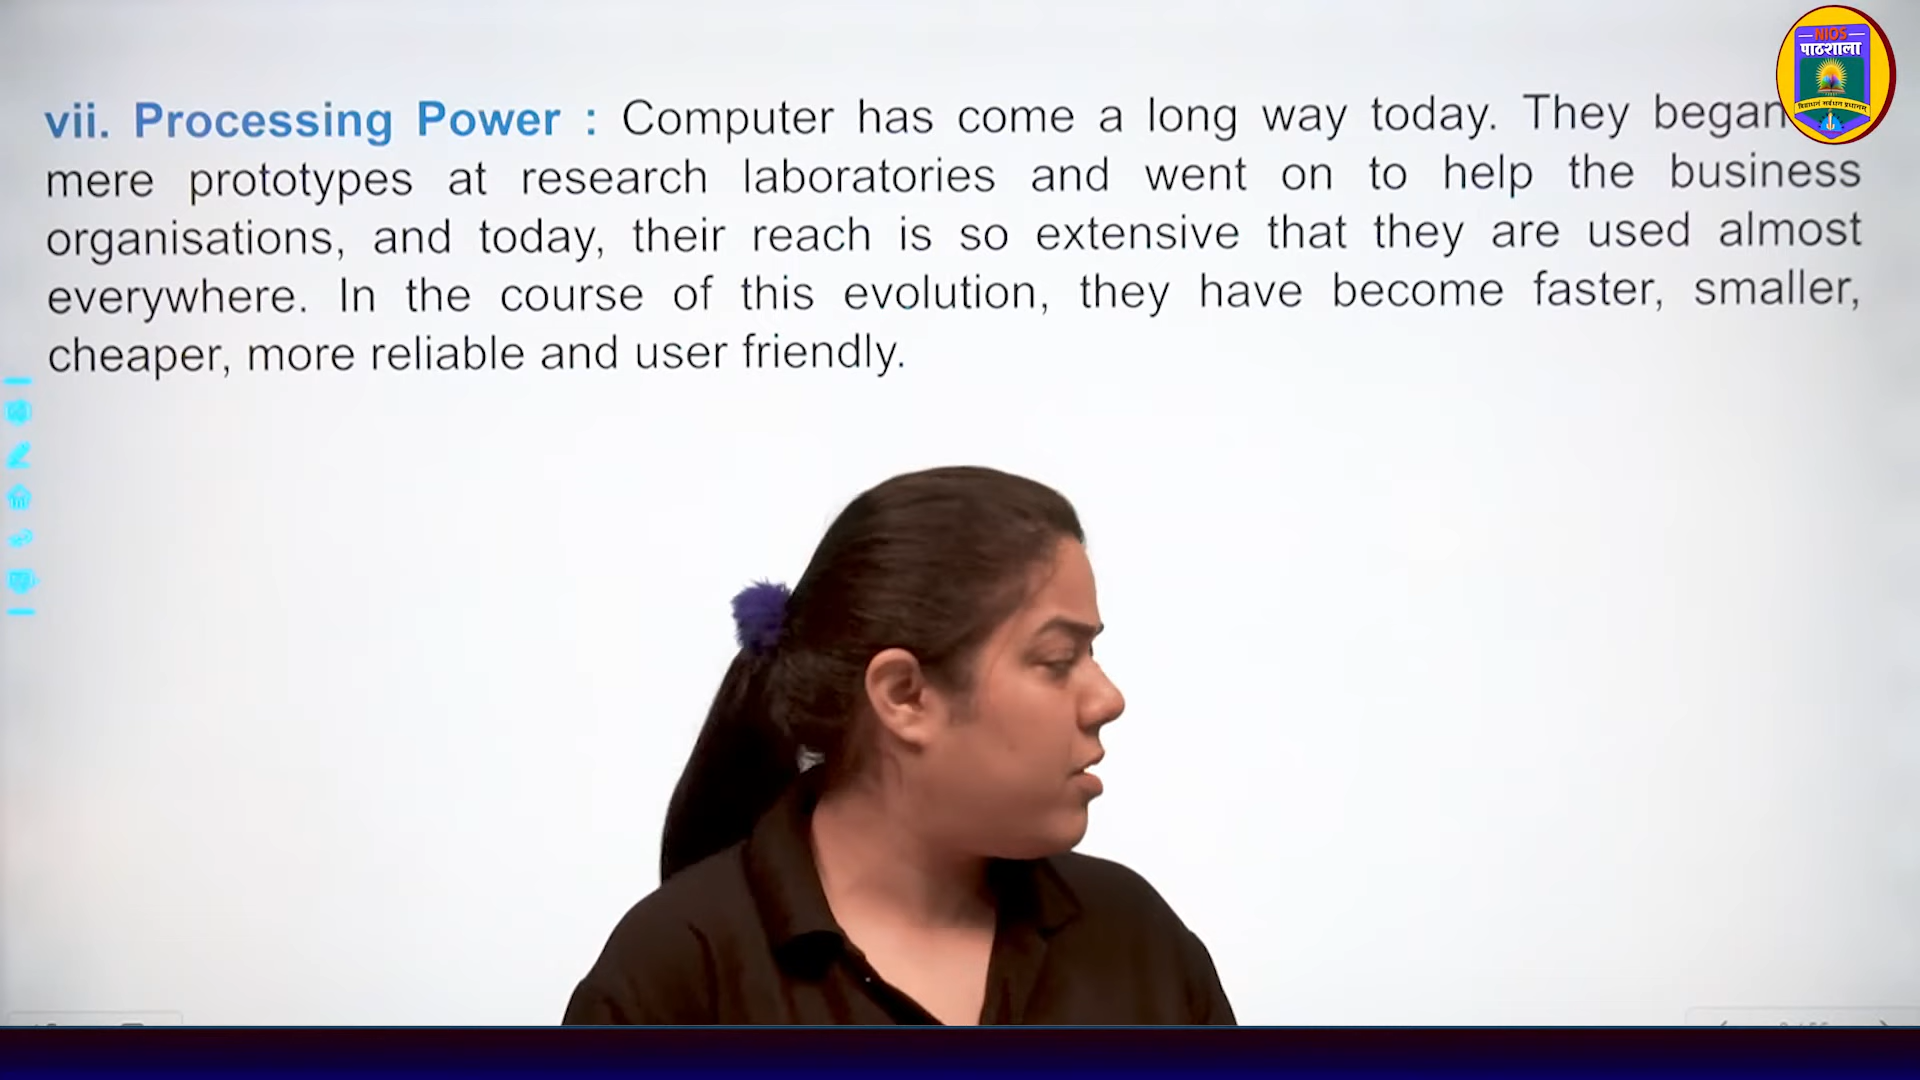 NIOS
पाठशाला
vii. Processing Power : Computer has come a long way today. They began
mere prototypes at research laboratories and went on to help the business
organisations, and today, their reach is so extensive that they are used almost
everywhere. In the course of this evolution, they have become faster, smaller,
cheaper, more reliable and user friendly.